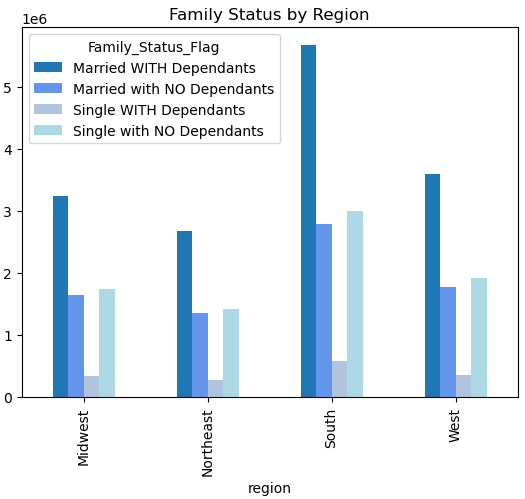 Family Status by Region
1e6
Family_Status_Flag
Married WITH Dependants
Married with NO Dependants
Single WITH Dependants
Single with NO Dependants
5
4
3
2
1
0
Midwest
Northeast
South
West
region